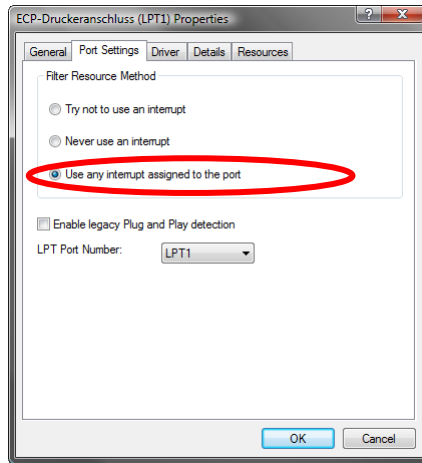 ECP-Druckeranschluss (LPT1) Properties
General Port Settings Driver Details Resources
Filter Resource Method
Try not to use an interrupt
Never use an interrupt
Use any interrupt assigned to the port
Enable legacy Plug and Play detection
LPT Port Number: LPT1
OK Cancel